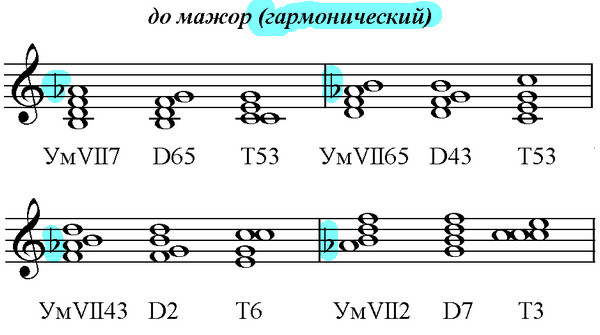 до мажор (гармонический)
УмVII7 D65 T53 УмVII65 D43 T53
УмVII43 D2 T6 УмVII2 D7 T3